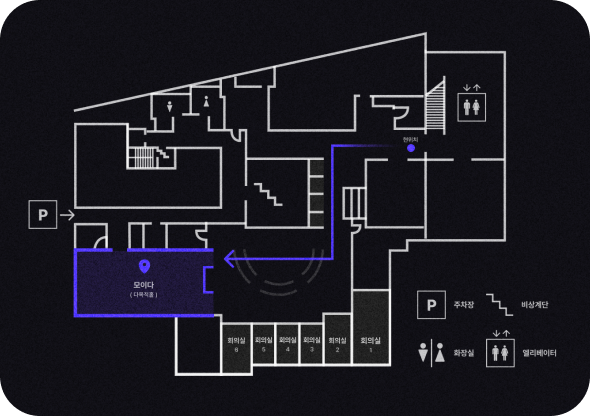 현위치
P
모이다
( 다목적홀 )
회의실
6
회의실
5
회의실
4
회의실
3
회의실
2
회의실
1
P 주차장
비상계단
화장실
엘리베이터